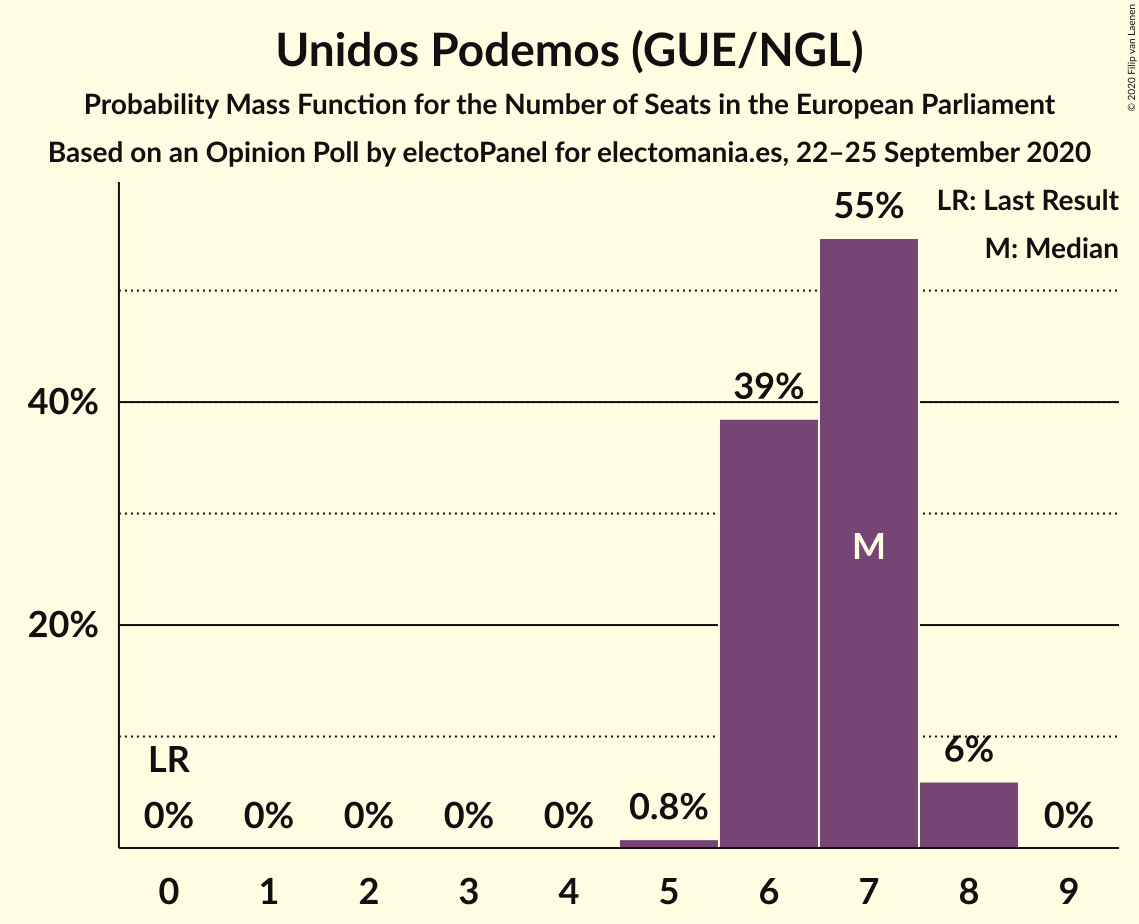 Unidos Podemos (GUE/NGL)
Probability Mass Function for the Number of Seats in the European Parliament
Based on an Opinion Poll by electoPanel for electomania.es, 22–25 September 2020
© 2020 Filip van Laenen
LR: Last Result
M: Median
55%
39%
40%
M
20%
LR
6%
0% 0% 0% 0% 0% 0.8% 0%
0 1 2 3 4 5 6 7 8 9